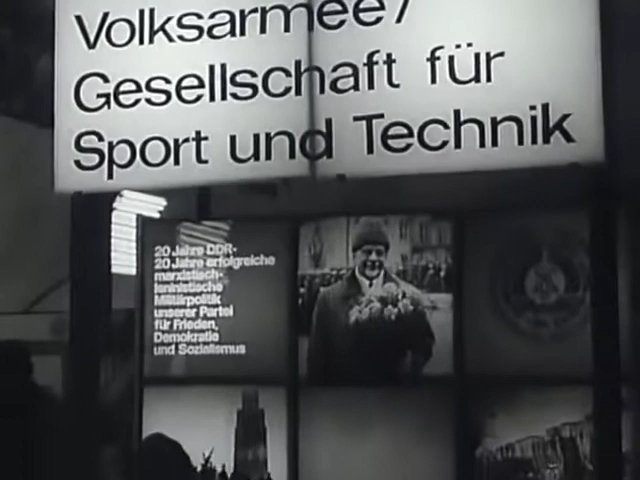 Volksarmee/
Gesellschaft für
Sport und Technik
20 Jahre DDR-
20 Jahre erfolgreiche
marxistisch-
leninistische
Militärpolitik
unserer Partei
für Frieden,
Demokratie
und Sozialismus